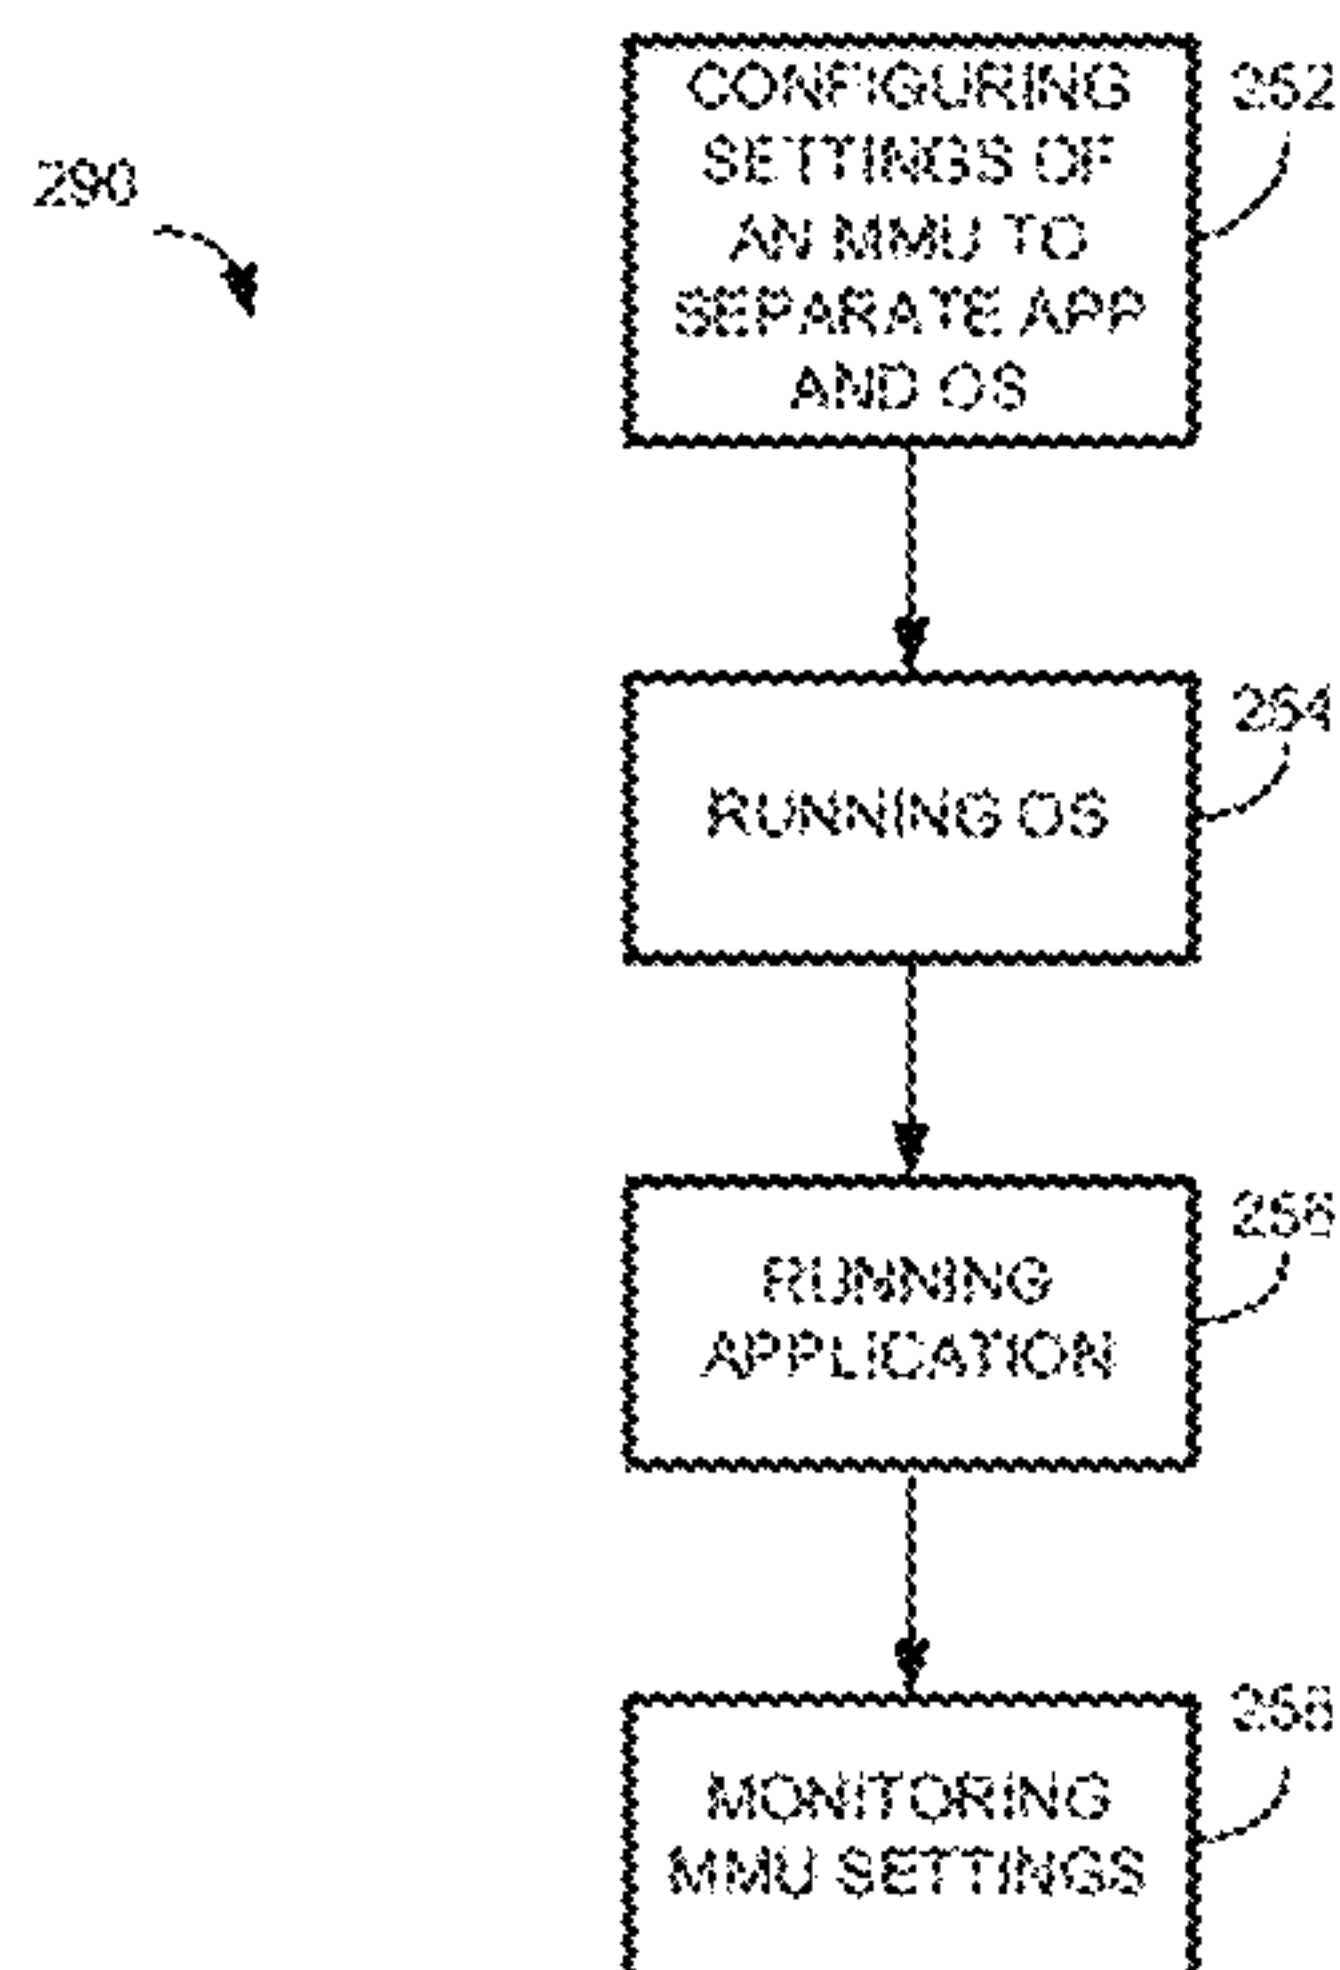 CONFIGURING
SETTINGS OF
AN MMU TO
SEPARATE APP
AND OS
252
290
RUNNING OS
254
RUNNING
APPLICATION
256
MONITORING
MMU SETTINGS